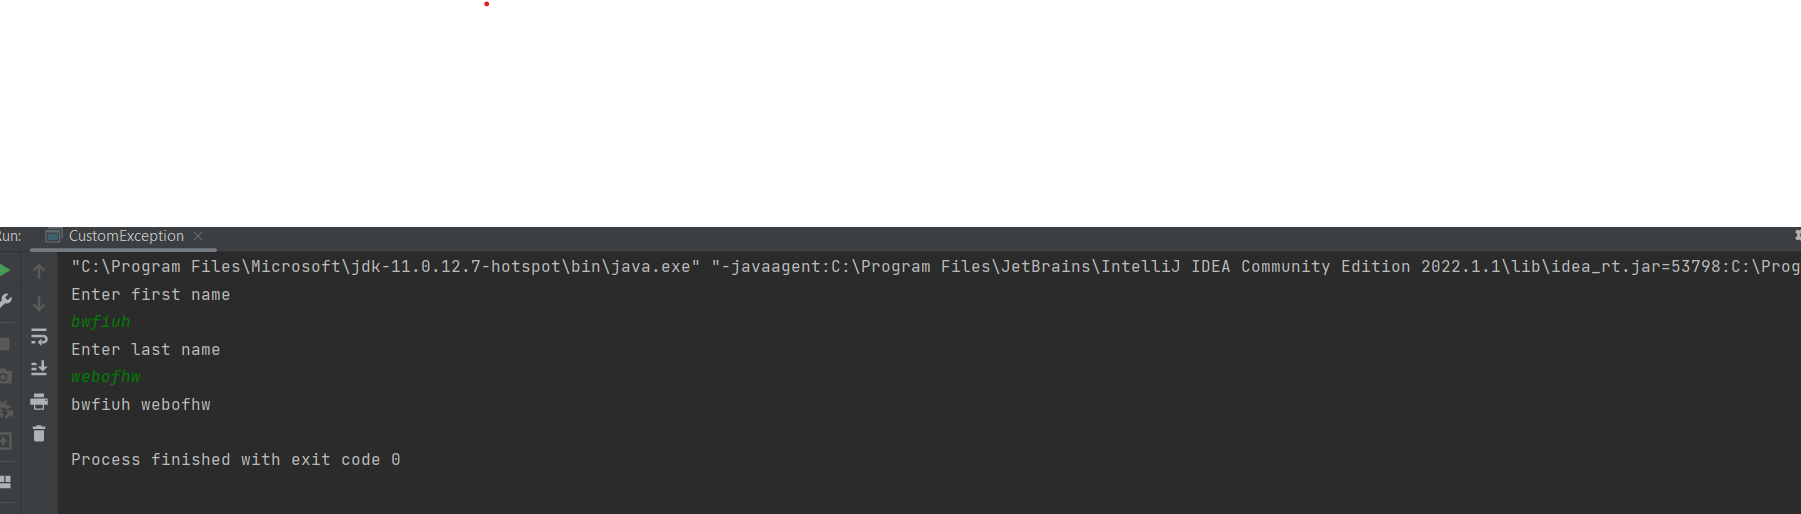 Run: CustomException
"C:\Program Files\Microsoft\jdk-11.0.12.7-hotspot\bin\java.exe" "-javaagent:C:\Program Files\JetBrains\IntelliJ IDEA Community Edition 2022.1.1\lib\idea_rt.jar=53798:C:\Prog
Enter first name
bwfiuh
Enter last name
webofhw
bwfiuh webofhw
Process finished with exit code 0